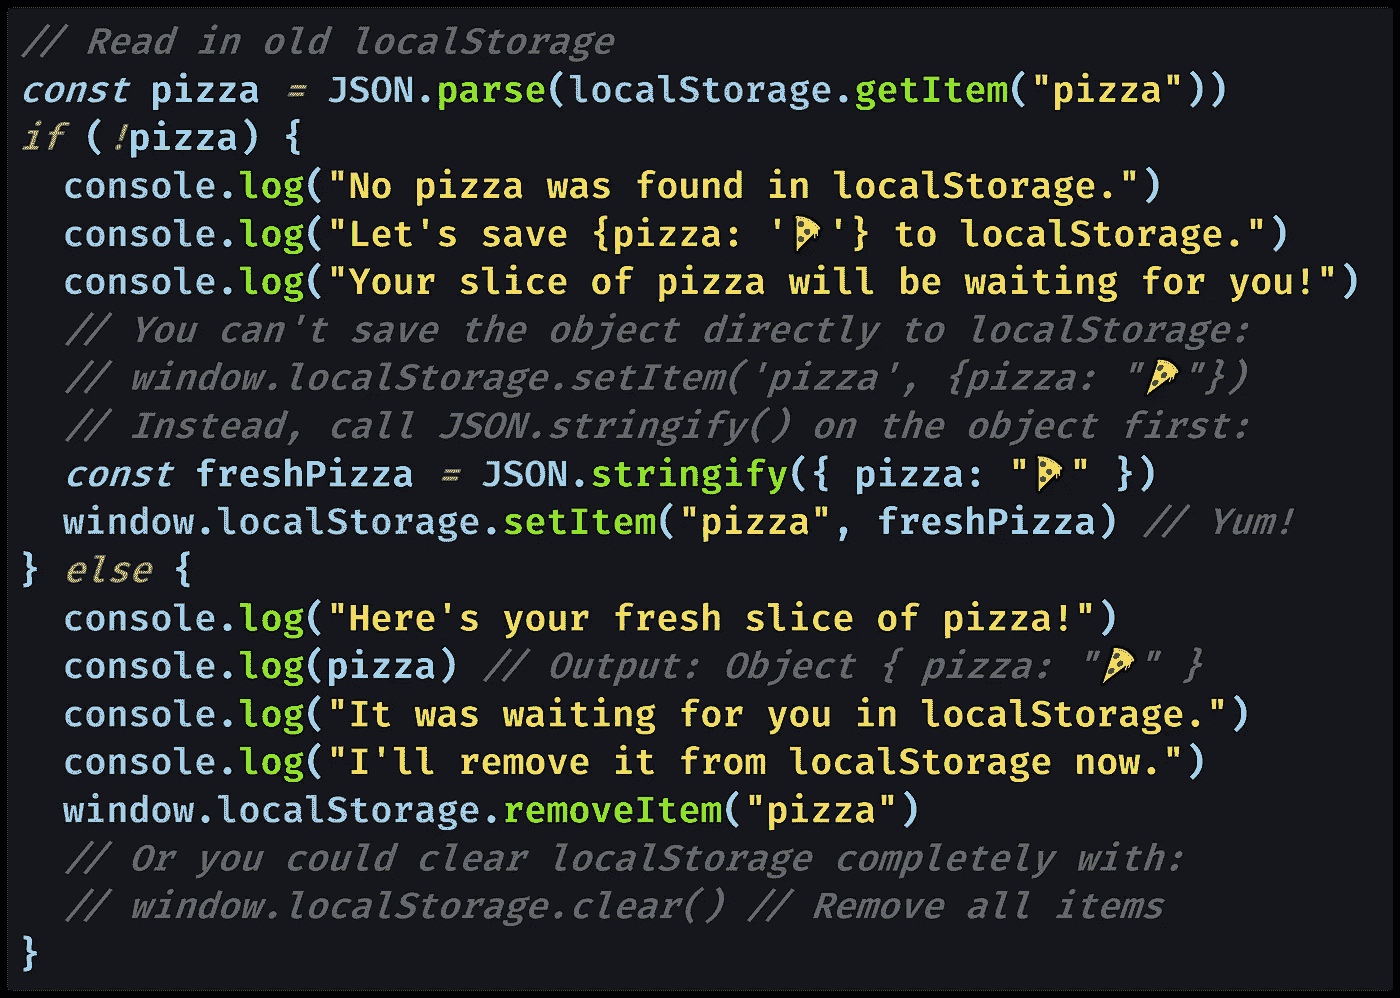 // Read in old localStorage
const pizza = JSON.parse(localStorage.getItem("pizza"))
if (!pizza) {
  console.log("No pizza was found in localStorage.")
  console.log("Let's save {pizza: '🍕'} to localStorage.")
  console.log("Your slice of pizza will be waiting for you!")
  // You can't save the object directly to localStorage:
  // window.localStorage.setItem('pizza', {pizza: "🍕"})
  // Instead, call JSON.stringify() on the object first:
  const freshPizza = JSON.stringify({ pizza: "🍕" })
  window.localStorage.setItem("pizza", freshPizza) // Yum!
} else {
  console.log("Here's your fresh slice of pizza!")
  console.log(pizza) // Output: Object { pizza: "🍕" }
  console.log("It was waiting for you in localStorage.")
  console.log("I'll remove it from localStorage now.")
  window.localStorage.removeItem("pizza")
  // Or you could clear localStorage completely with:
  // window.localStorage.clear() // Remove all items
}